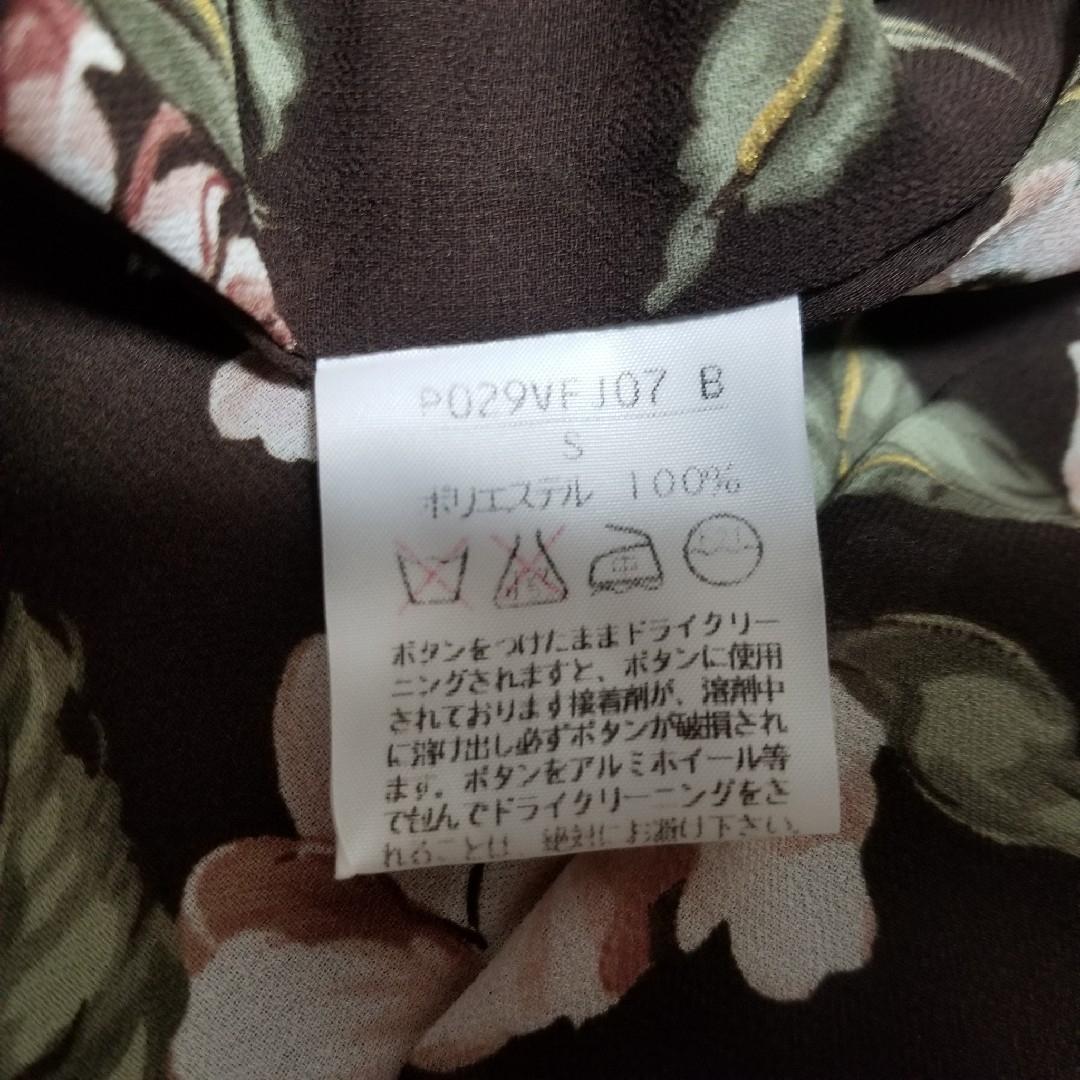 P029VFJ07 B
S
ポリエステル 100%
ボタンをつけたままドライクリー
ニングされますと、ボタンに使用
されております接着剤が、溶剤中
に溶け出し必ずボタンが破損され
ます。ボタンをアルミホイール等
で包んでドライクリーニングをさ
れることは、絶対にお避け下さい。